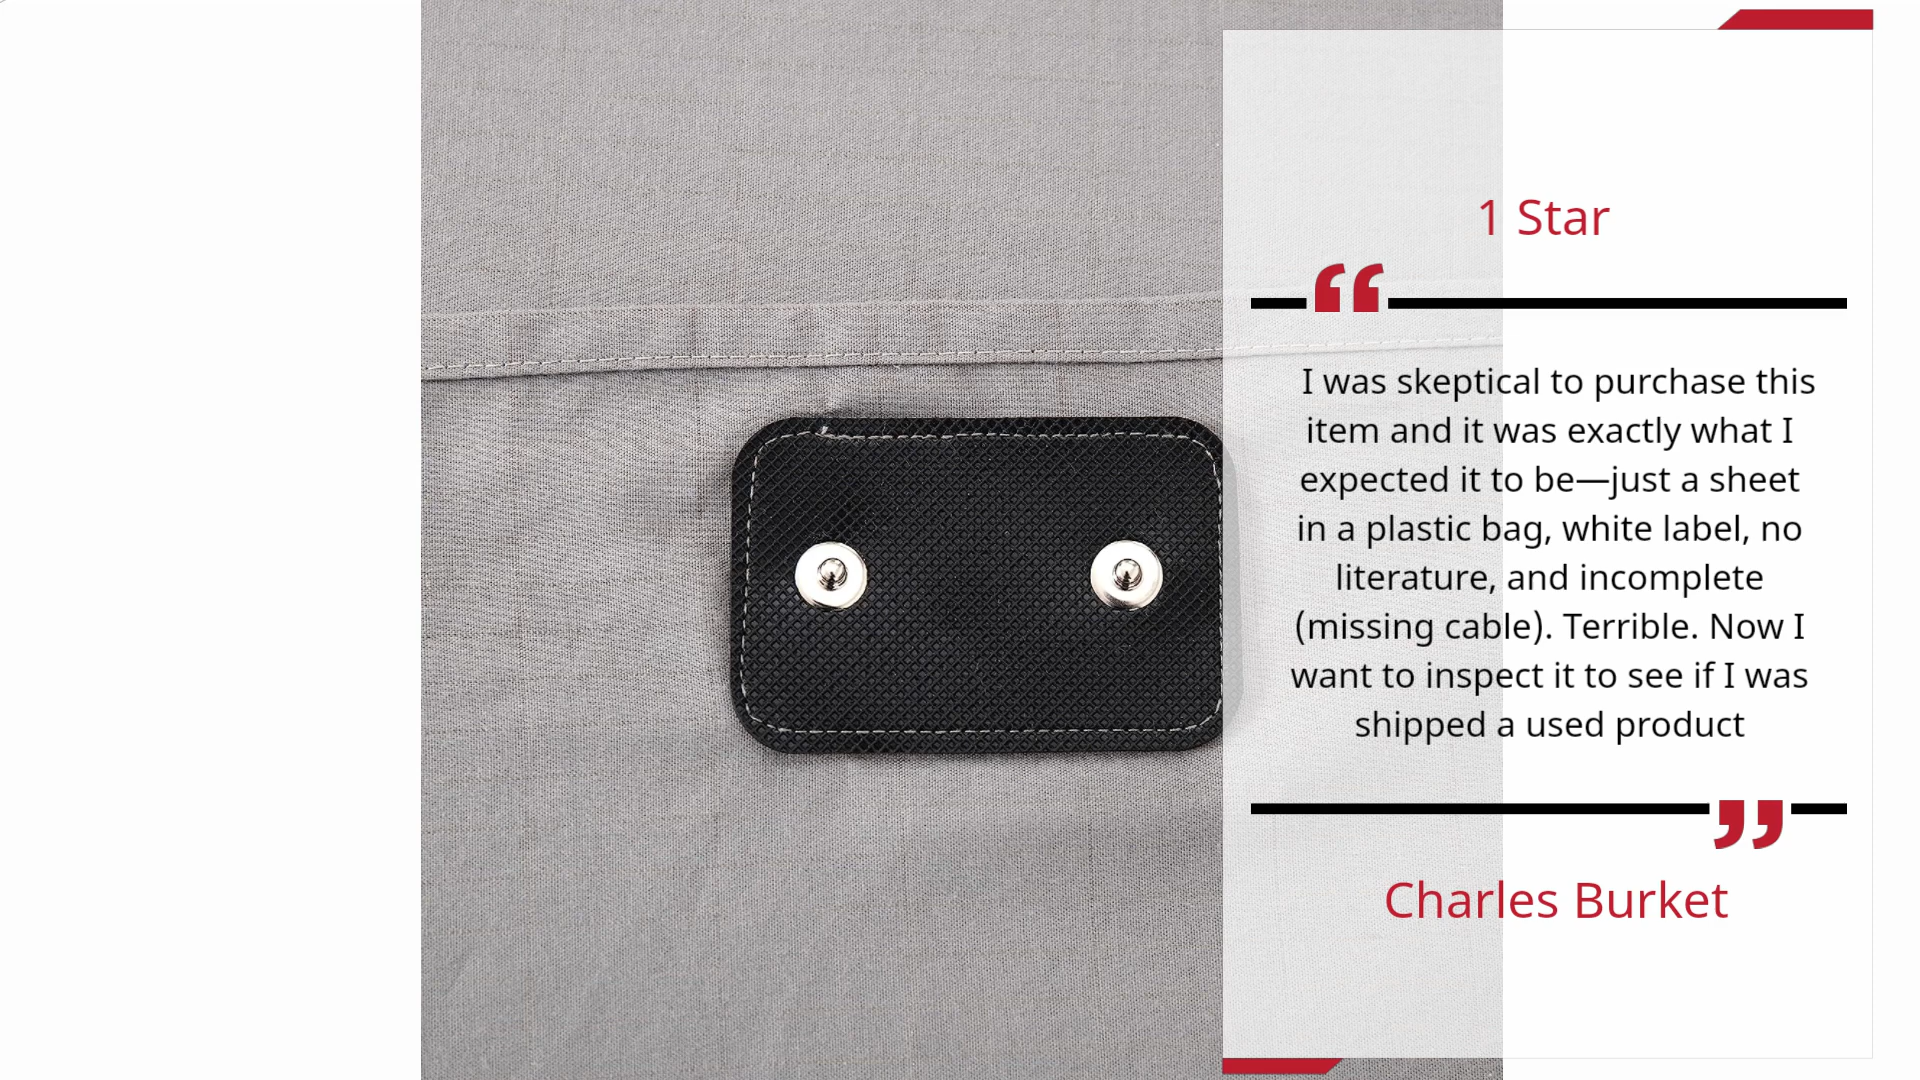 1 Star
“
I was skeptical to purchase this
item and it was exactly what I
expected it to be—just a sheet
in a plastic bag, white label, no
literature, and incomplete
(missing cable). Terrible. Now I
want to inspect it to see if I was
shipped a used product
”
Charles Burket